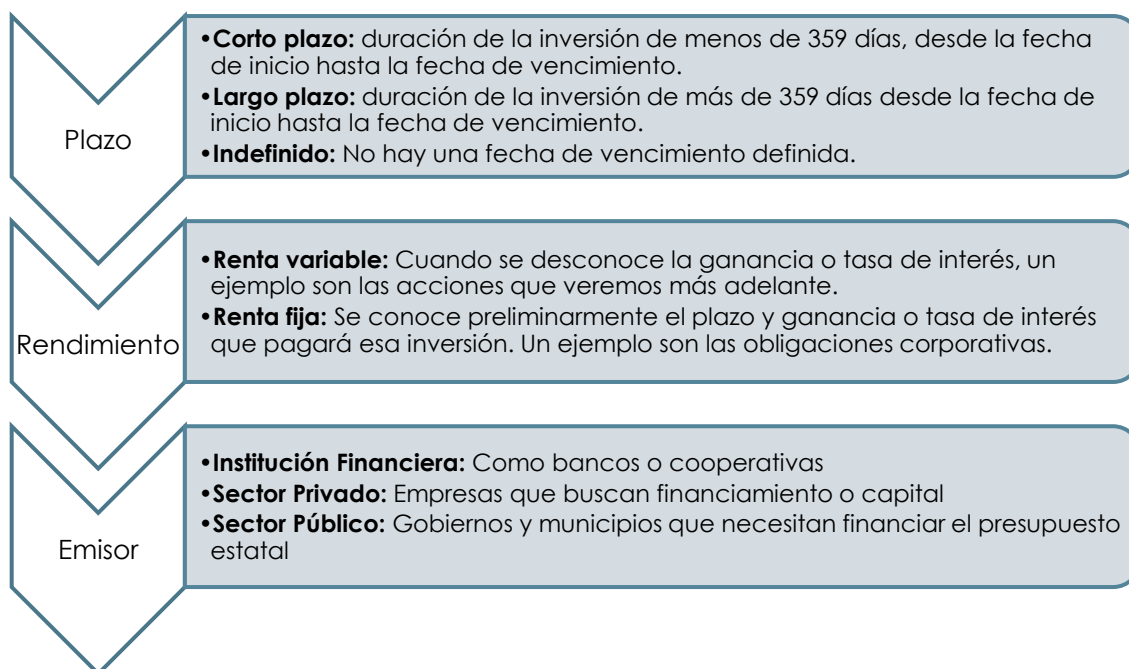 Plazo
•Corto plazo: duración de la inversión de menos de 359 días, desde la fecha
de inicio hasta la fecha de vencimiento.
•Largo plazo: duración de la inversión de más de 359 días desde la fecha de
inicio hasta la fecha de vencimiento.
•Indefinido: No hay una fecha de vencimiento definida.
Rendimiento
•Renta variable: Cuando se desconoce la ganancia o tasa de interés, un
ejemplo son las acciones que veremos más adelante.
•Renta fija: Se conoce preliminarmente el plazo y ganancia o tasa de interés
que pagará esa inversión. Un ejemplo son las obligaciones corporativas.
Emisor
•Institución Financiera: Como bancos o cooperativas
•Sector Privado: Empresas que buscan financiamiento o capital
•Sector Público: Gobiernos y municipios que necesitan financiar el presupuesto
estatal